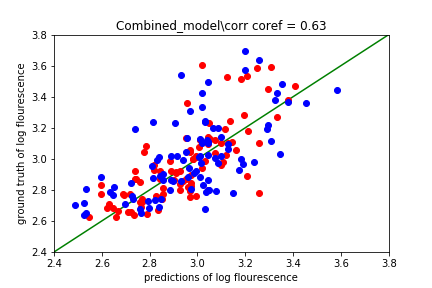 Combined_model\corr coref = 0.63
3.8
3.6
3.4
3.2
3.0
2.8
2.6
2.4
ground truth of log flourescence
2.4 2.6 2.8 3.0 3.2 3.4 3.6 3.8
predictions of log flourescence